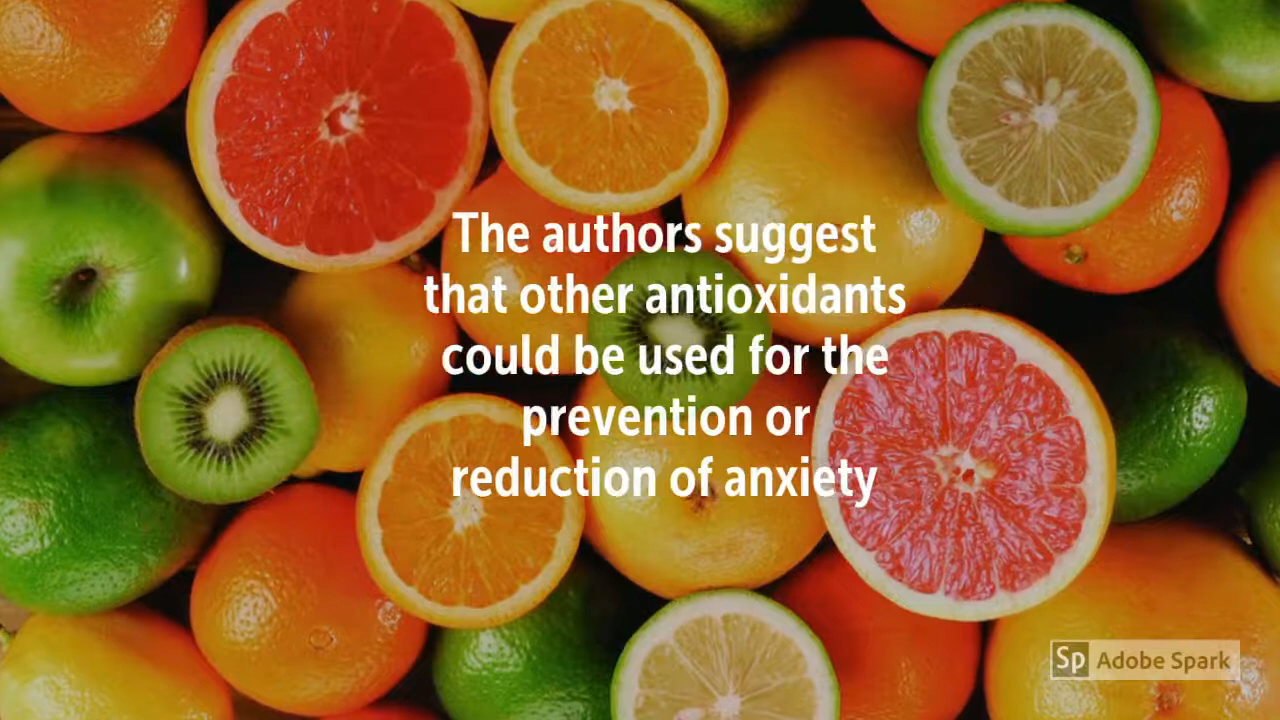 The authors suggest
that other antioxidants
could be used for the
prevention or
reduction of anxiety
Sp Adobe Spark